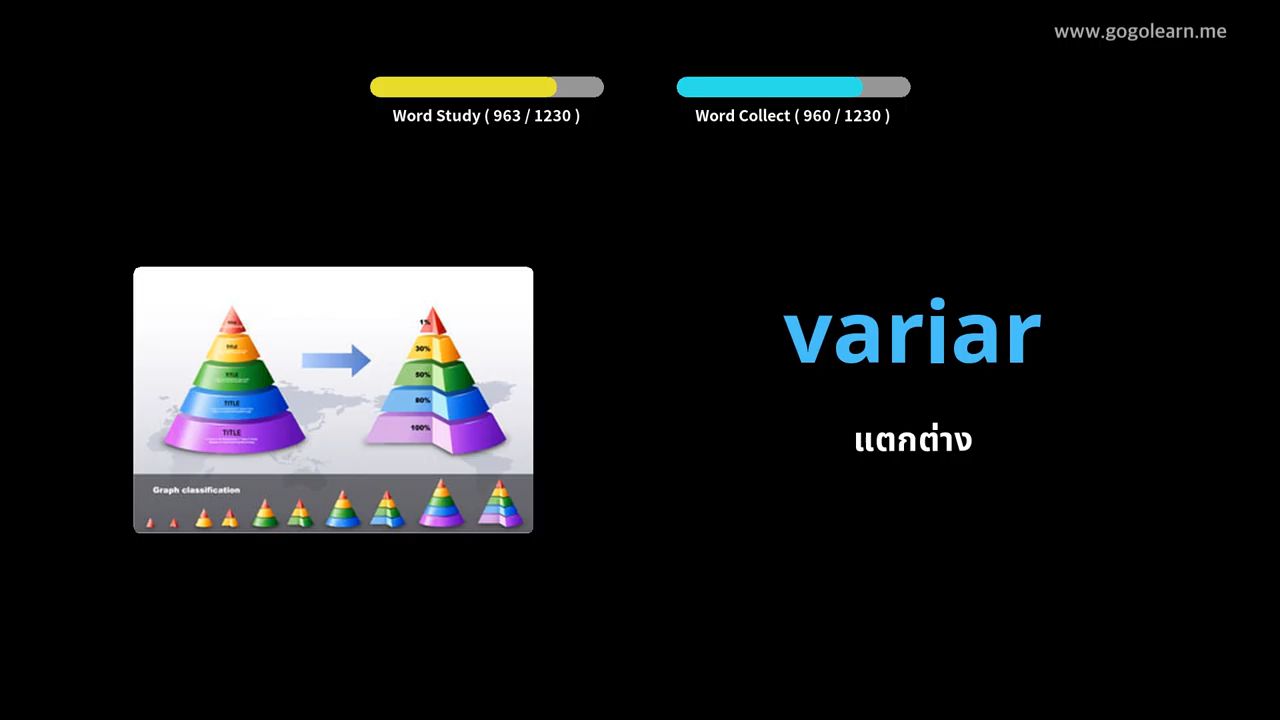 www.gogolearn.me
Word Study ( 963 / 1230 )
Word Collect ( 960 / 1230 )
variar
แตกต่าง
TITLE
TITLE
TITLE
TITLE
1%
30%
50%
80%
100%
Graph classification